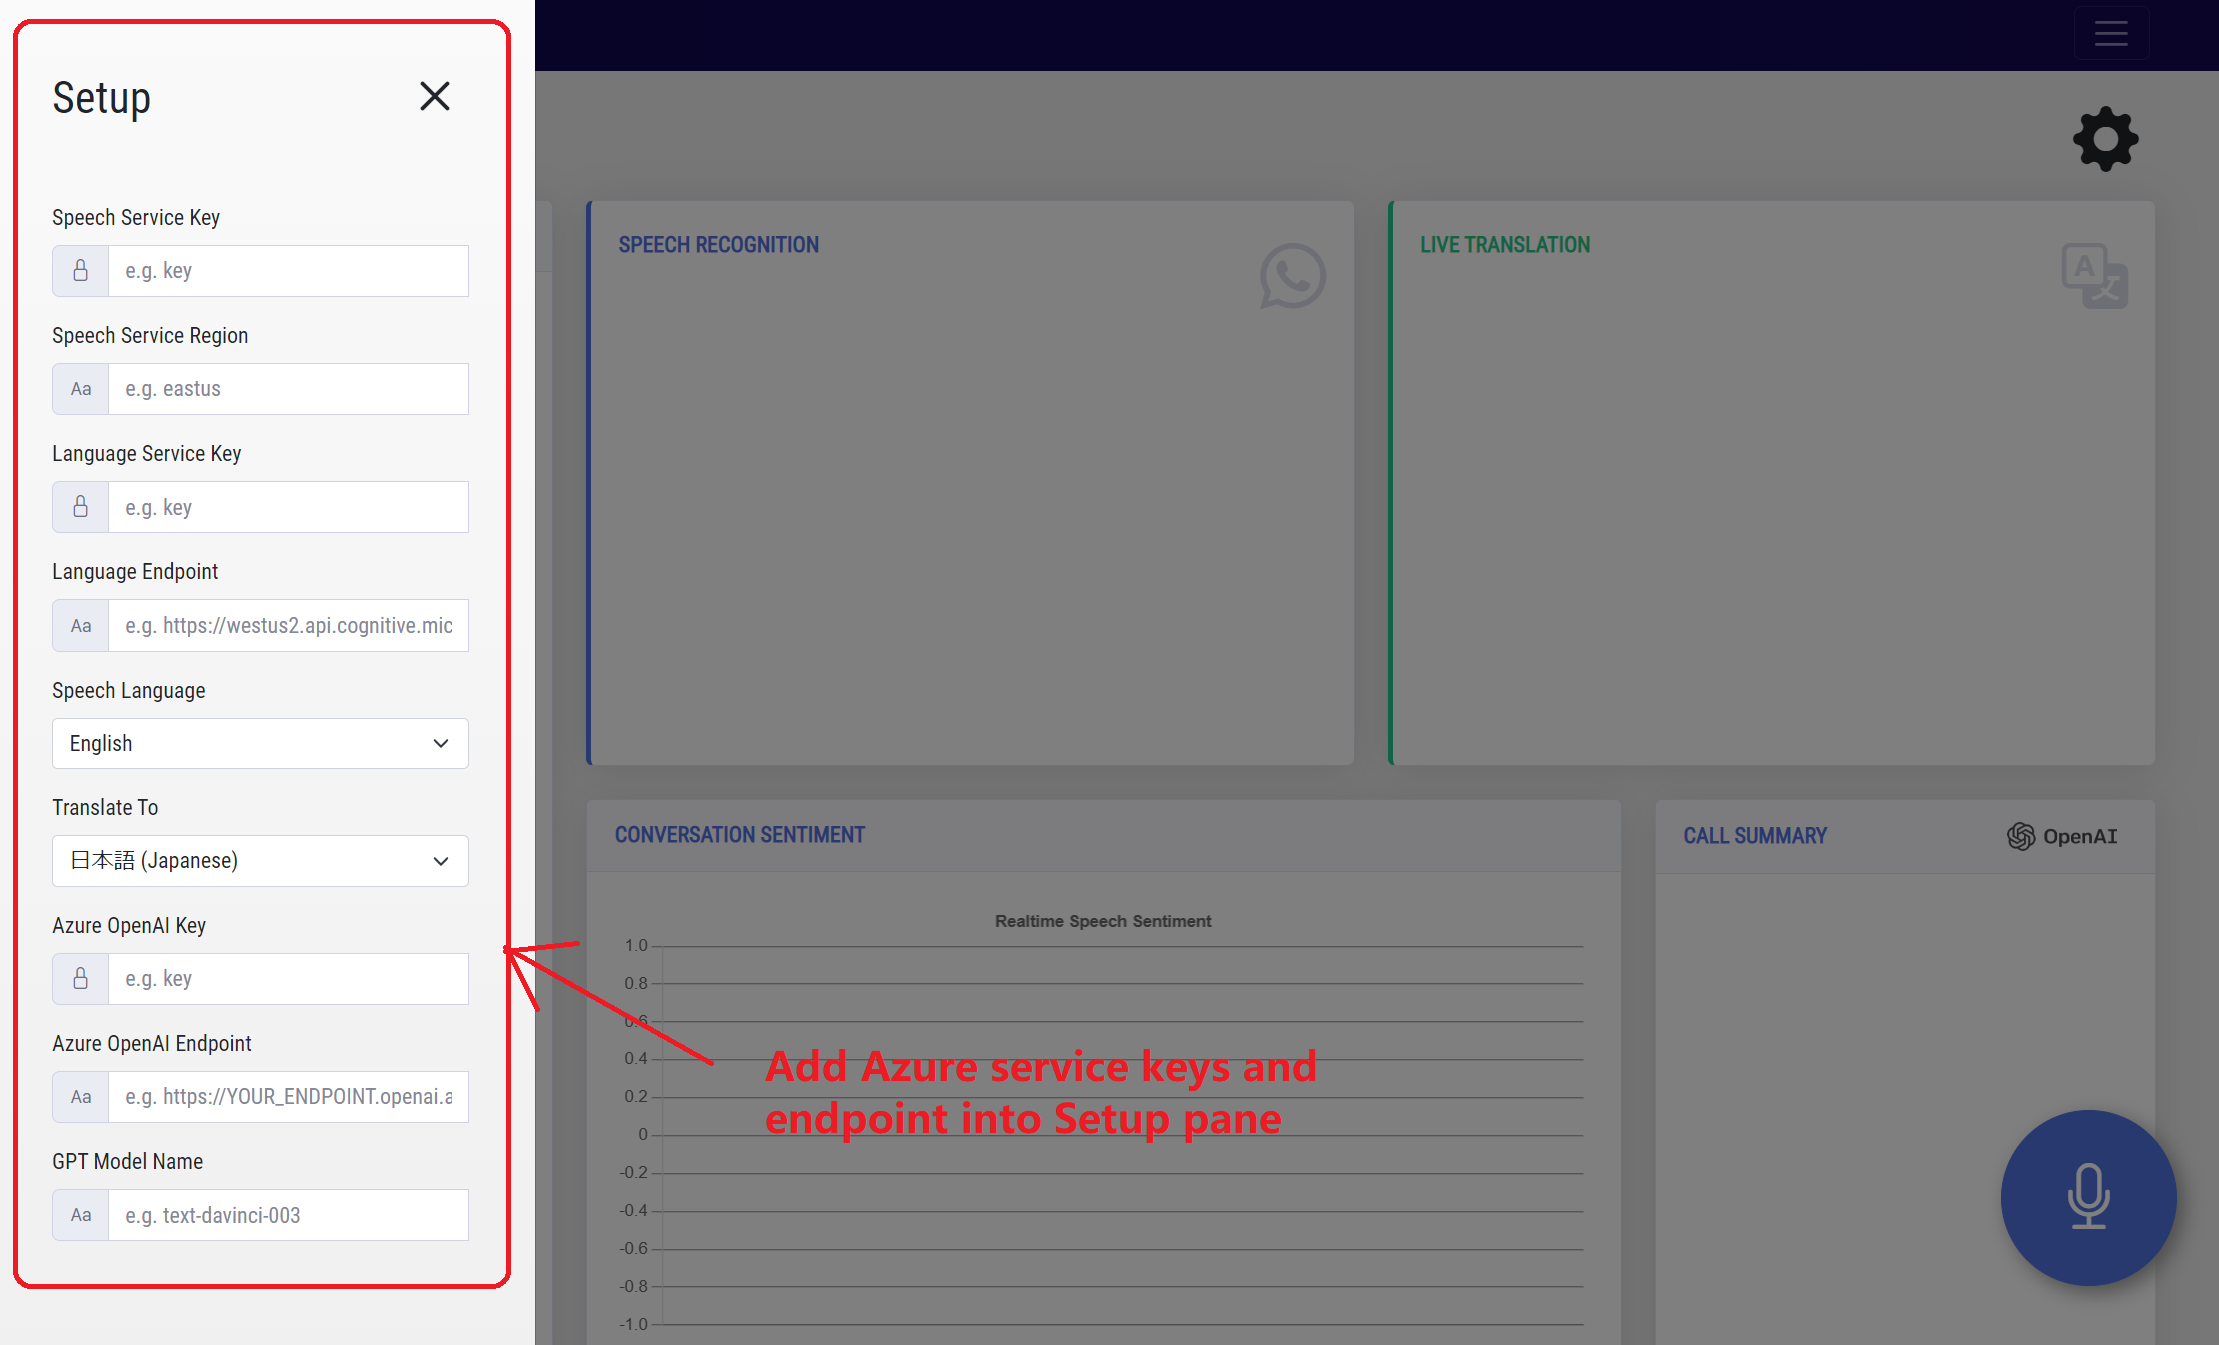 Setup
Speech Service Key
e.g. key
Speech Service Region
Aa
e.g. eastus
Language Service Key
e.g. key
Language Endpoint
Aa
e.g. https://westus2.api.cognitive.mic
Speech Language
English
Translate To
日本語 (Japanese)
Azure OpenAI Key
e.g. key
Azure OpenAI Endpoint
Aa
e.g. https://YOUR_ENDPOINT.openai.a
GPT Model Name
Aa
e.g. text-davinci-003
SPEECH RECOGNITION
LIVE TRANSLATION
A
文
CONVERSATION SENTIMENT
Realtime Speech Sentiment
1.0
0.8
0.6
0.4
0.2
0
-0.2
-0.4
-0.6
-0.8
-1.0
Add Azure service keys and
endpoint into Setup pane
CALL SUMMARY
OpenAI